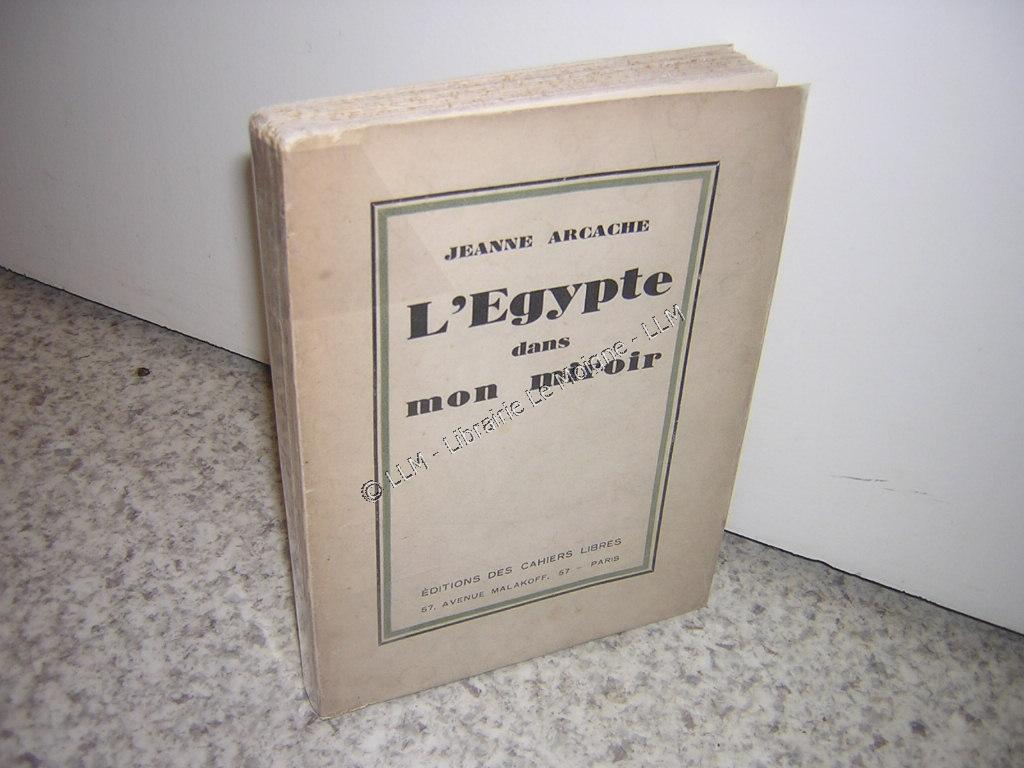 JEANNE ARCACHE
L'Egypte
dans
mon miroir
© LLM - Librairie Le Moigne - LLM
ÉDITIONS DES CAHIERS LIBRES
57, AVENUE MALAKOFF, 57 - PARIS